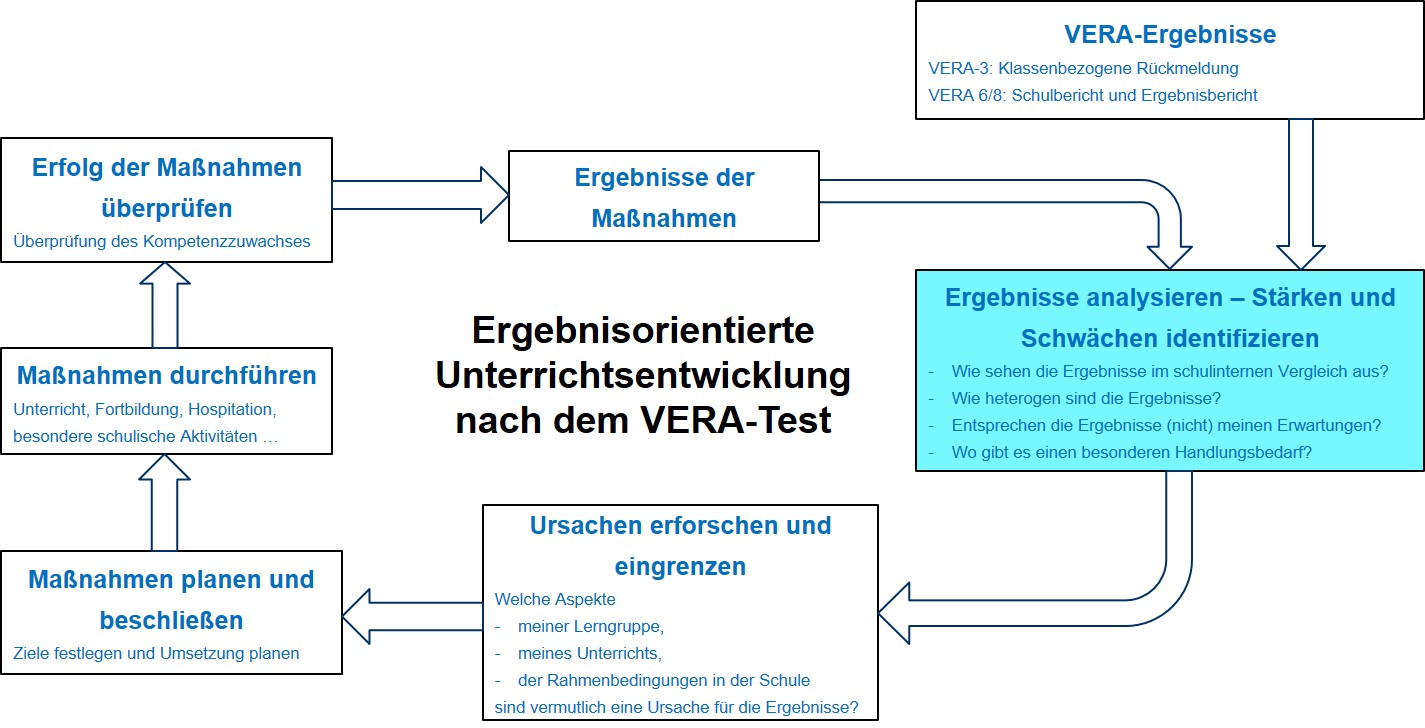 VERA-Ergebnisse
VERA-3: Klassenbezogene Rückmeldung
VERA 6/8: Schulbericht und Ergebnisbericht
Erfolg der Maßnahmen
überprüfen
Überprüfung des Kompetenzzuwachses
Ergebnisse der
Maßnahmen
Ergebnisse analysieren – Stärken und
Schwächen identifizieren
- Wie sehen die Ergebnisse im schulinternen Vergleich aus?
- Wie heterogen sind die Ergebnisse?
- Entsprechen die Ergebnisse (nicht) meinen Erwartungen?
- Wo gibt es einen besonderen Handlungsbedarf?
Ergebnisorientierte
Unterrichtsentwicklung
nach dem VERA-Test
Maßnahmen durchführen
Unterricht, Fortbildung, Hospitation,
besondere schulische Aktivitäten …
Ursachen erforschen und
eingrenzen
Welche Aspekte
- meiner Lerngruppe,
- meines Unterrichts,
- der Rahmenbedingungen in der Schule
sind vermutlich eine Ursache für die Ergebnisse?
Maßnahmen planen und
beschließen
Ziele festlegen und Umsetzung planen